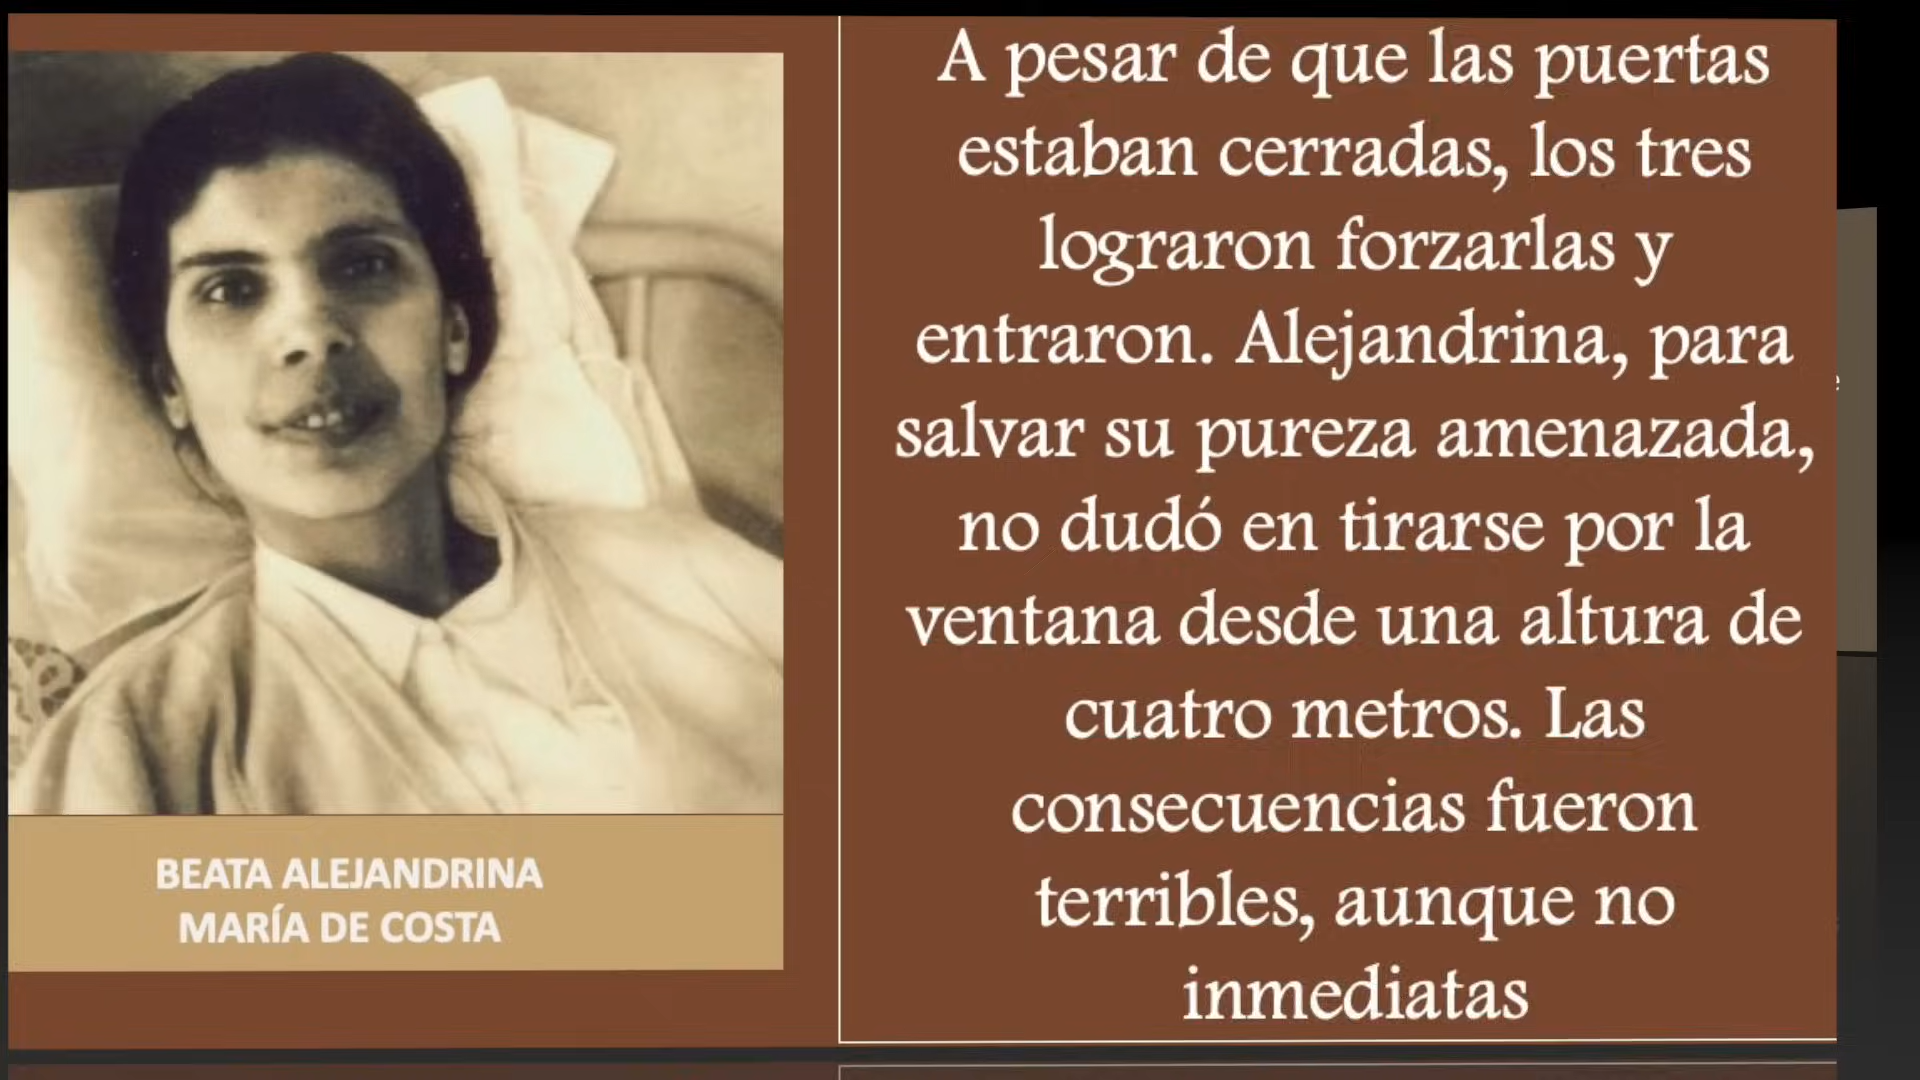 A pesar de que las puertas
estaban cerradas, los tres
lograron forzarlas y
entraron. Alejandrina, para
salvar su pureza amenazada,
no dudó en tirarse por la
ventana desde una altura de
cuatro metros. Las
consecuencias fueron
terribles, aunque no
inmediatas
BEATA ALEJANDRINA
MARÍA DE COSTA